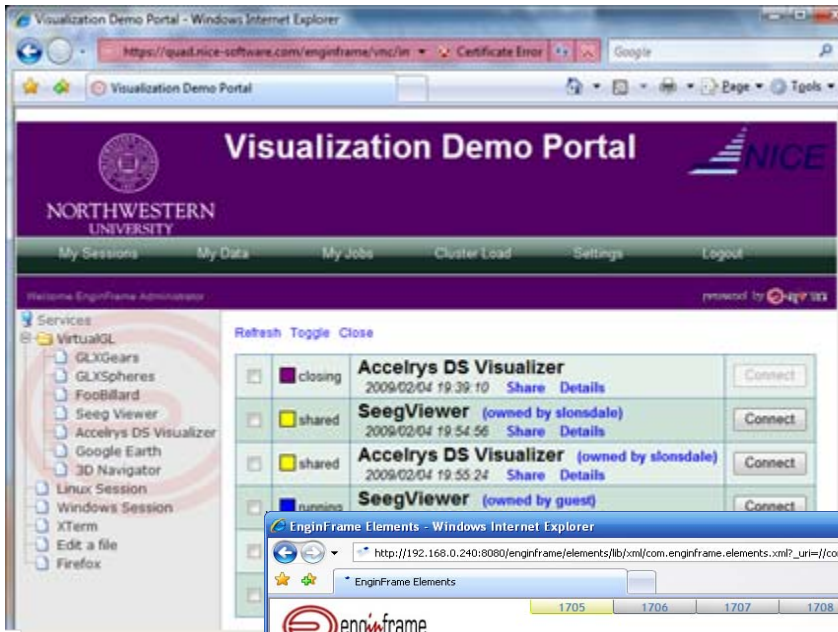 Visualization Demo Portal - Windows Internet Explorer
https://quad.nice-software.com/enginframe/vnc/in
Certificate Error
Google
Visualization Demo Portal
Page
Tools
Visualization Demo Portal
NORTHWESTERN
UNIVERSITY
NICE
My Sessions
My Data
My Jobs
Cluster Load
Settings
Logout
Welcome EnginFrame Administrator
powered by
Services
VirtualGL
GLXGears
GLXSpheres
FooBillard
Seeg Viewer
Accelrys DS Visualizer
Google Earth
3D Navigator
Linux Session
Windows Session
XTerm
Edit a file
Firefox
Refresh Toggle Close
closing
Accelrys DS Visualizer
2009/02/04 19:39:10 Share Details
Connect
shared
SeegViewer (owned by slonsdale)
2009/02/04 19:54:56 Share Details
Connect
shared
Accelrys DS Visualizer (owned by slonsdale)
2009/02/04 19:55:24 Share Details
Connect
running
SeegViewer (owned by guest)
Connect
EnginFrame Elements - Windows Internet Explorer
http://192.168.0.240:8080/enginframe/elements/lib/xml/com.enginframe.elements.xml?_uri=//co
EnginFrame Elements
enginframe
1705
1706
1707
1708